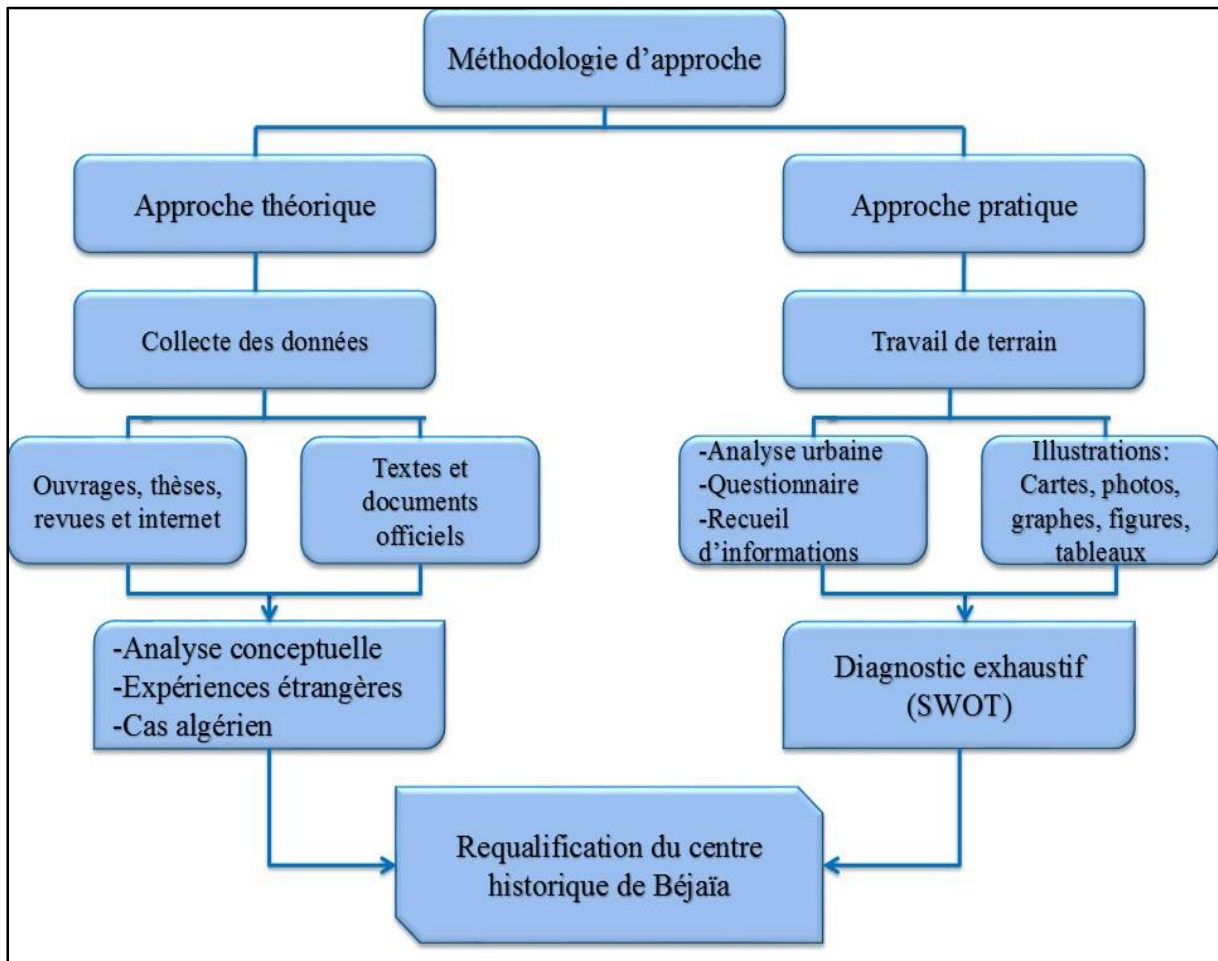 Méthodologie d’approche
Approche théorique
Approche pratique
Collecte des données
Travail de terrain
Ouvrages, thèses,
revues et internet
Textes et
documents
officiels
-Analyse urbaine
-Questionnaire
-Recueil
d’informations
Illustrations:
Cartes, photos,
graphes, figures,
tableaux
-Analyse conceptuelle
-Expériences étrangères
-Cas algérien
Diagnostic exhaustif
(SWOT)
Requalification du centre
historique de Béjaïa